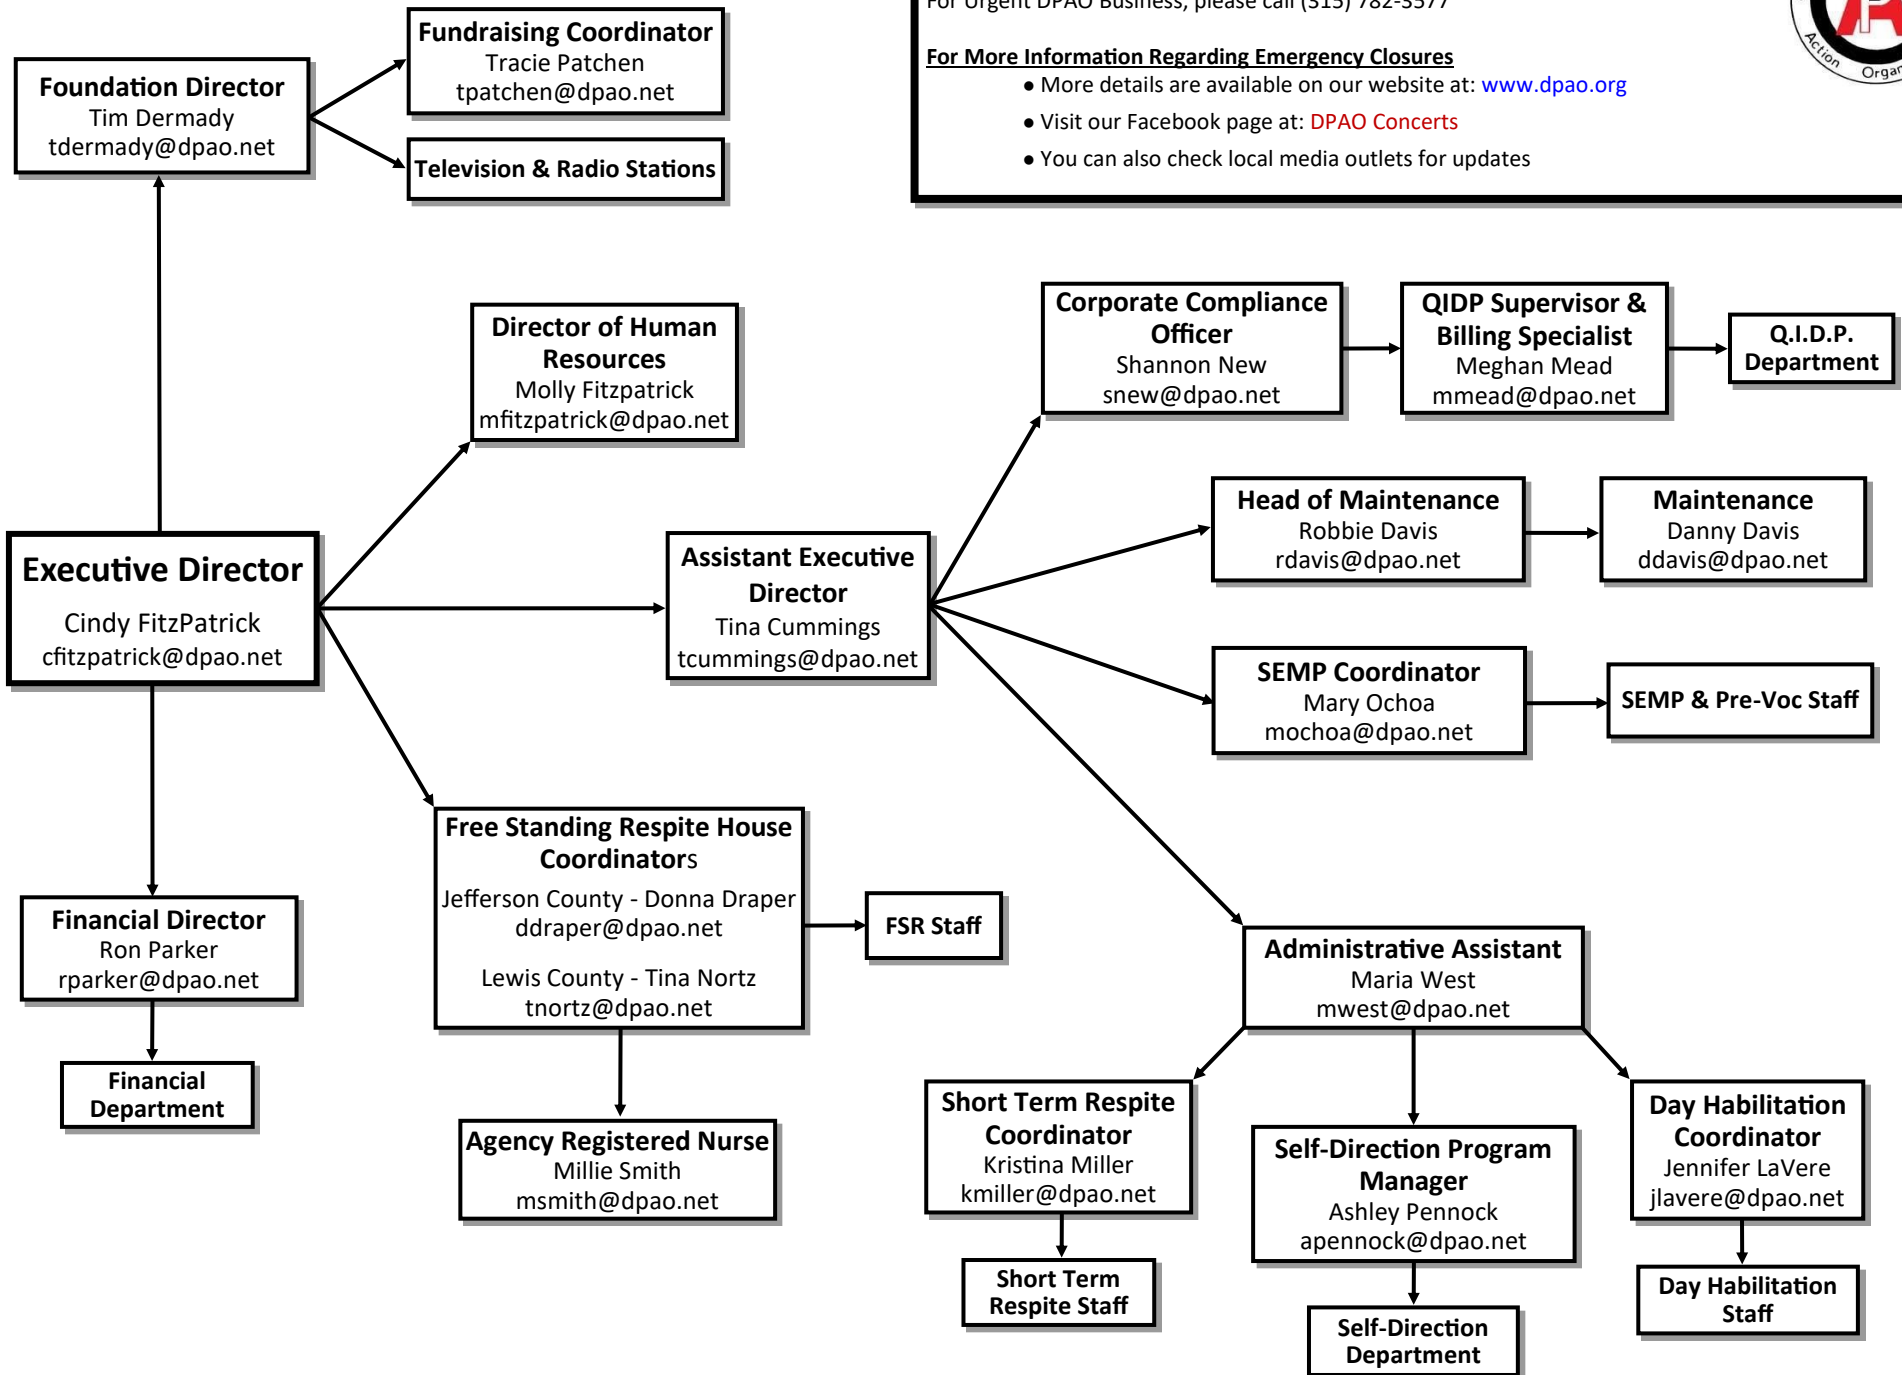 For Urgent DPAO Business, please call (315) 782-3577
For More Information Regarding Emergency Closures
● More details are available on our website at: www.dpao.org
● Visit our Facebook page at: DPAO Concerts
● You can also check local media outlets for updates
Action
Fundraising Coordinator
Tracie Patchen
tpatchen@dpao.net
Foundation Director
Tim Dermady
tdermady@dpao.net
Television & Radio Stations
Director of Human
Resources
Molly Fitzpatrick
mfitzpatrick@dpao.net
Corporate Compliance
Officer
Shannon New
snew@dpao.net
QIDP Supervisor &
Billing Specialist
Meghan Mead
mmead@dpao.net
Q.I.D.P.
Department
Executive Director
Cindy FitzPatrick
cfitzpatrick@dpao.net
Assistant Executive
Director
Tina Cummings
tcummings@dpao.net
Head of Maintenance
Robbie Davis
rdavis@dpao.net
Maintenance
Danny Davis
ddavis@dpao.net
SEMP Coordinator
Mary Ochoa
mochoa@dpao.net
SEMP & Pre-Voc Staff
Free Standing Respite House
Coordinators
Jefferson County - Donna Draper
ddraper@dpao.net
Lewis County - Tina Nortz
tnortz@dpao.net
FSR Staff
Financial Director
Ron Parker
rparker@dpao.net
Financial
Department
Agency Registered Nurse
Millie Smith
msmith@dpao.net
Administrative Assistant
Maria West
mwest@dpao.net
Short Term Respite
Coordinator
Kristina Miller
kmiller@dpao.net
Self-Direction Program
Manager
Ashley Pennock
apennock@dpao.net
Day Habilitation
Coordinator
Jennifer LaVere
jlavere@dpao.net
Short Term
Respite Staff
Self-Direction
Department
Day Habilitation
Staff